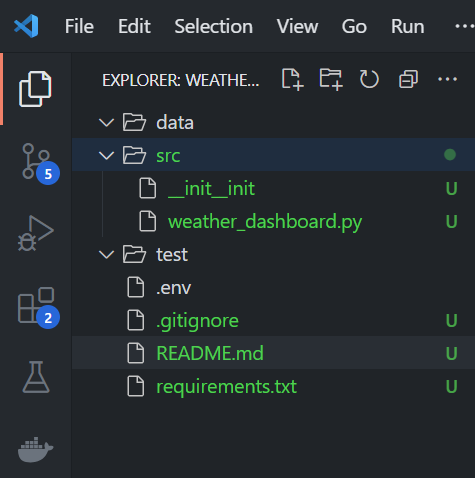 File Edit Selection View Go Run ...
EXPLORER: WEATHE... ...
data
src
__init__init U
5
weather_dashboard.py U
test
.env
2
.gitignore U
README.md U
requirements.txt U